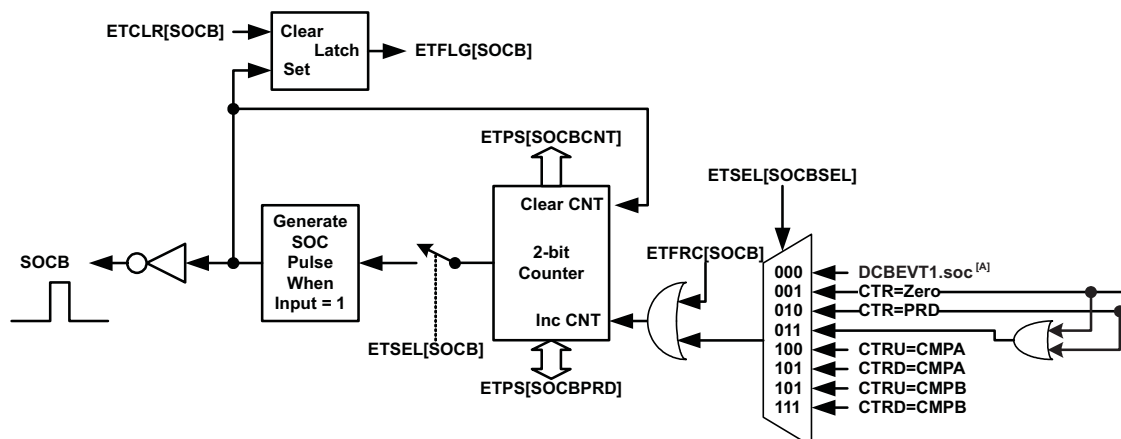 ETCLR[SOCB]
Clear
Latch
Set
ETFLG[SOCB]
ETPS[SOCBCNT]
ETSEL[SOCBSEL]
Clear CNT
2-bit
Counter
Inc CNT
Generate
SOC
Pulse
When
Input = 1
SOCB
ETSEL[SOCB]
ETPS[SOCBPRD]
ETFRC[SOCB]
000 DCBEVT1.soc [A]
001 CTR=Zero
010 CTR=PRD
011
100 CTRU=CMPA
101 CTRD=CMPA
101 CTRU=CMPB
111 CTRD=CMPB